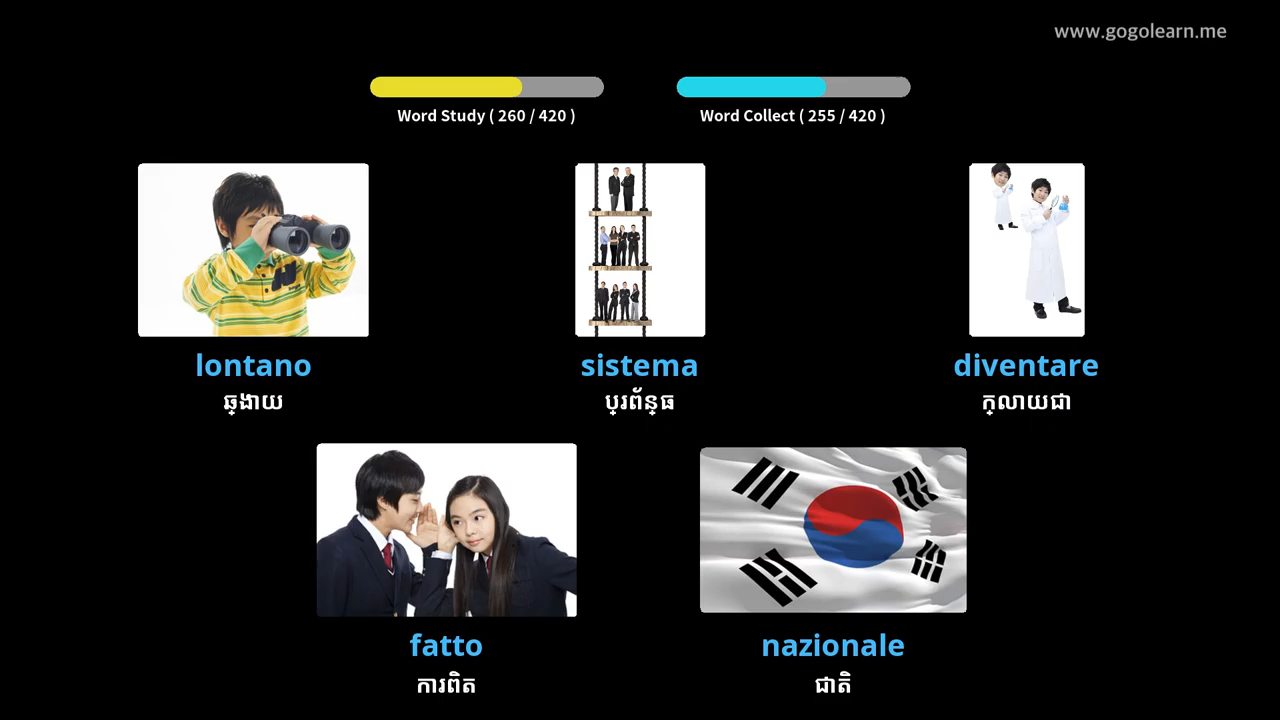 www.gogolearn.me
Word Study ( 260 / 420 )
Word Collect ( 255 / 420 )
lontano
ឆ្ងាយ
sistema
ប្រព័ន្ធ
diventare
ក្លាយជា
fatto
ការពិត
nazionale
ជាតិ